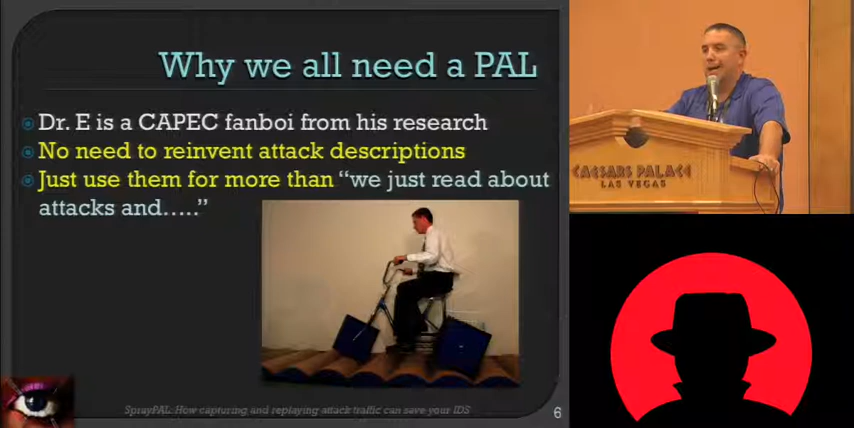 Why we all need a PAL
Dr. E is a CAPEC fanboi from his research
No need to reinvent attack descriptions
Just use them for more than “we just read about
attacks and…..”
SprayPAL: How capturing and replaying attack traffic can save your IDS
6
CAESARS PALACE
LAS VEGAS